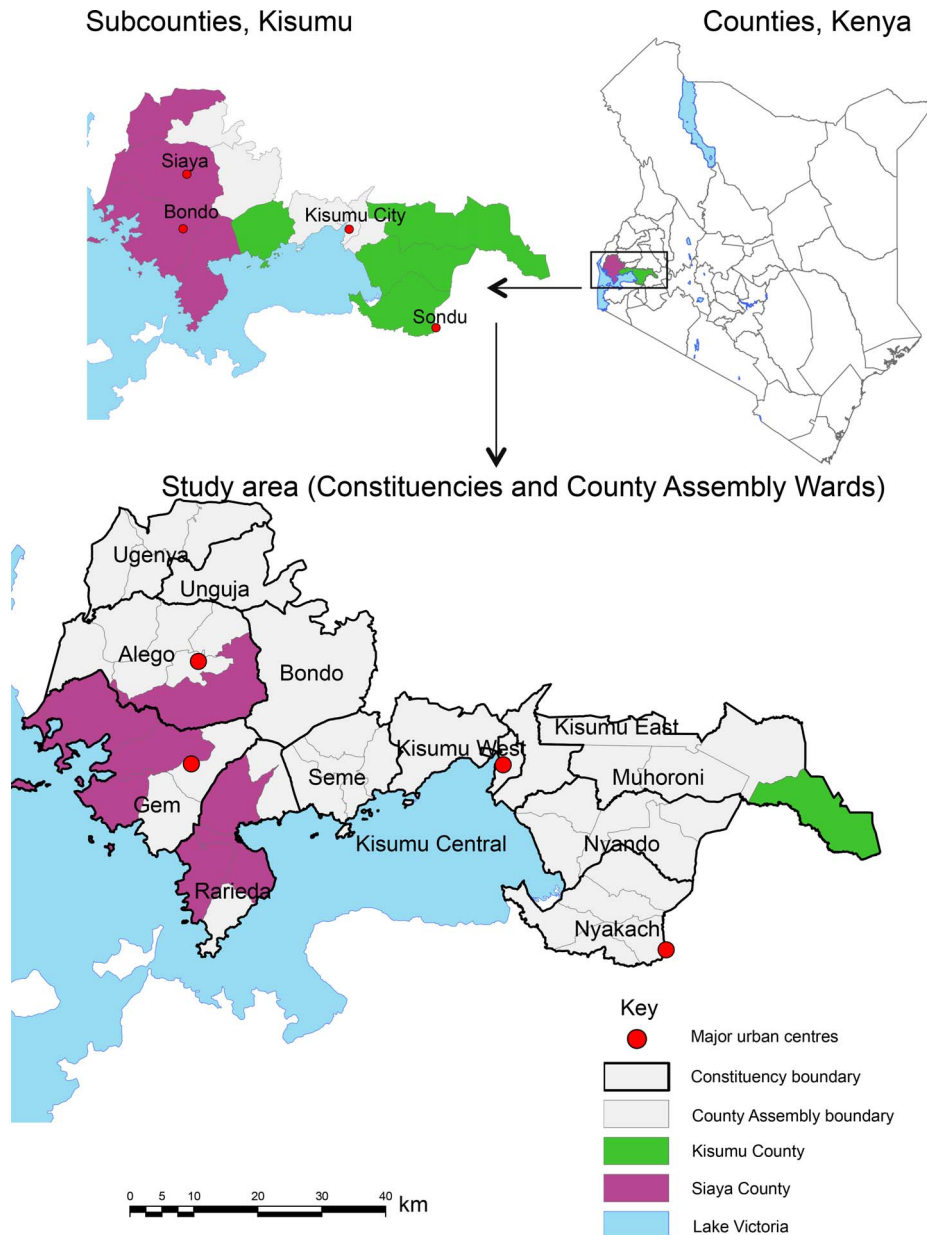 Subcounties, Kisumu
Counties, Kenya
Siaya
Bondo
Kisumu City
Sondu
Study area (Constituencies and County Assembly Wards)
Ugenya
Unguja
Alego
Bondo
Kisumu East
Kisumu West
Seme
Muhoroni
Gem
Kisumu Central
Nyando
Rarieda
Nyakach
Key
Major urban centres
Constituency boundary
County Assembly boundary
Kisumu County
Siaya County
Lake Victoria
0 5 10 20 30 40 km